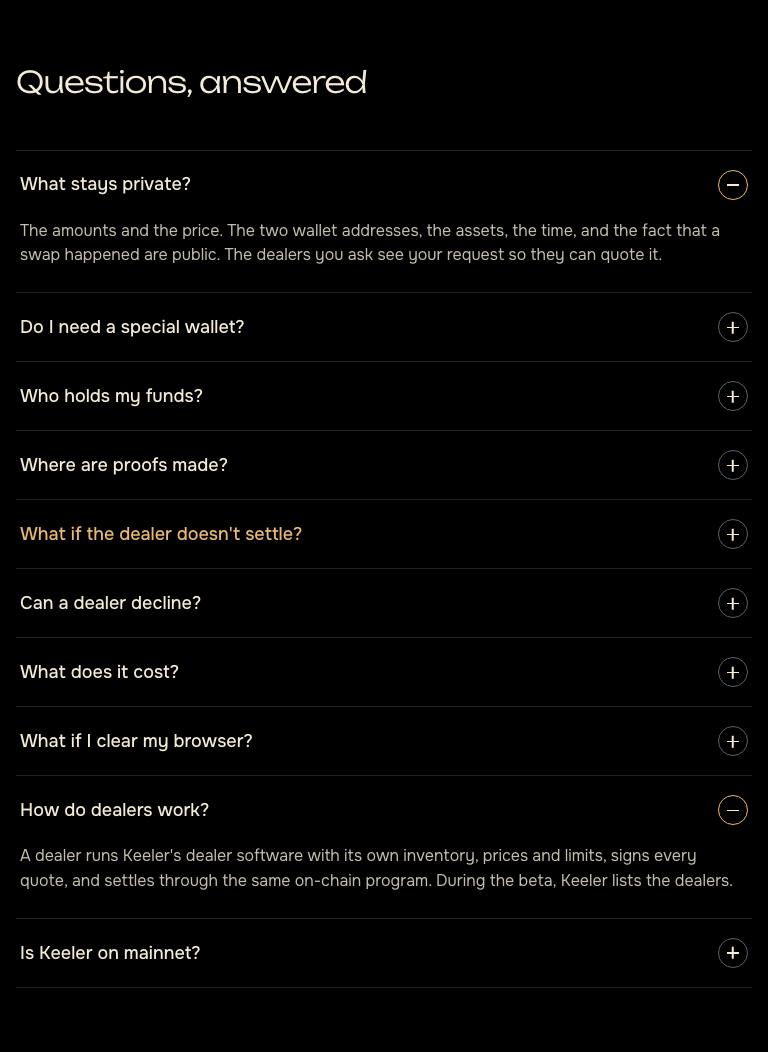 Questions, answered
What stays private?
The amounts and the price. The two wallet addresses, the assets, the time, and the fact that a
swap happened are public. The dealers you ask see your request so they can quote it.
Do I need a special wallet?
Who holds my funds?
Where are proofs made?
What if the dealer doesn't settle?
Can a dealer decline?
What does it cost?
What if I clear my browser?
How do dealers work?
A dealer runs Keeler's dealer software with its own inventory, prices and limits, signs every
quote, and settles through the same on-chain program. During the beta, Keeler lists the dealers.
Is Keeler on mainnet?